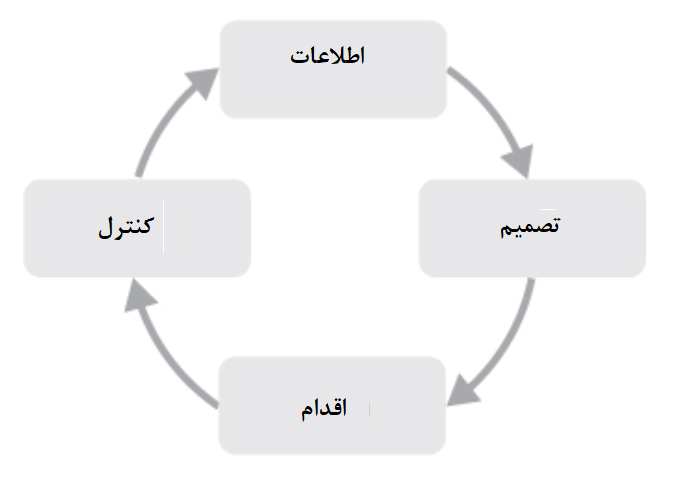 اطلاعات
تصمیم
اقدام
کنترل